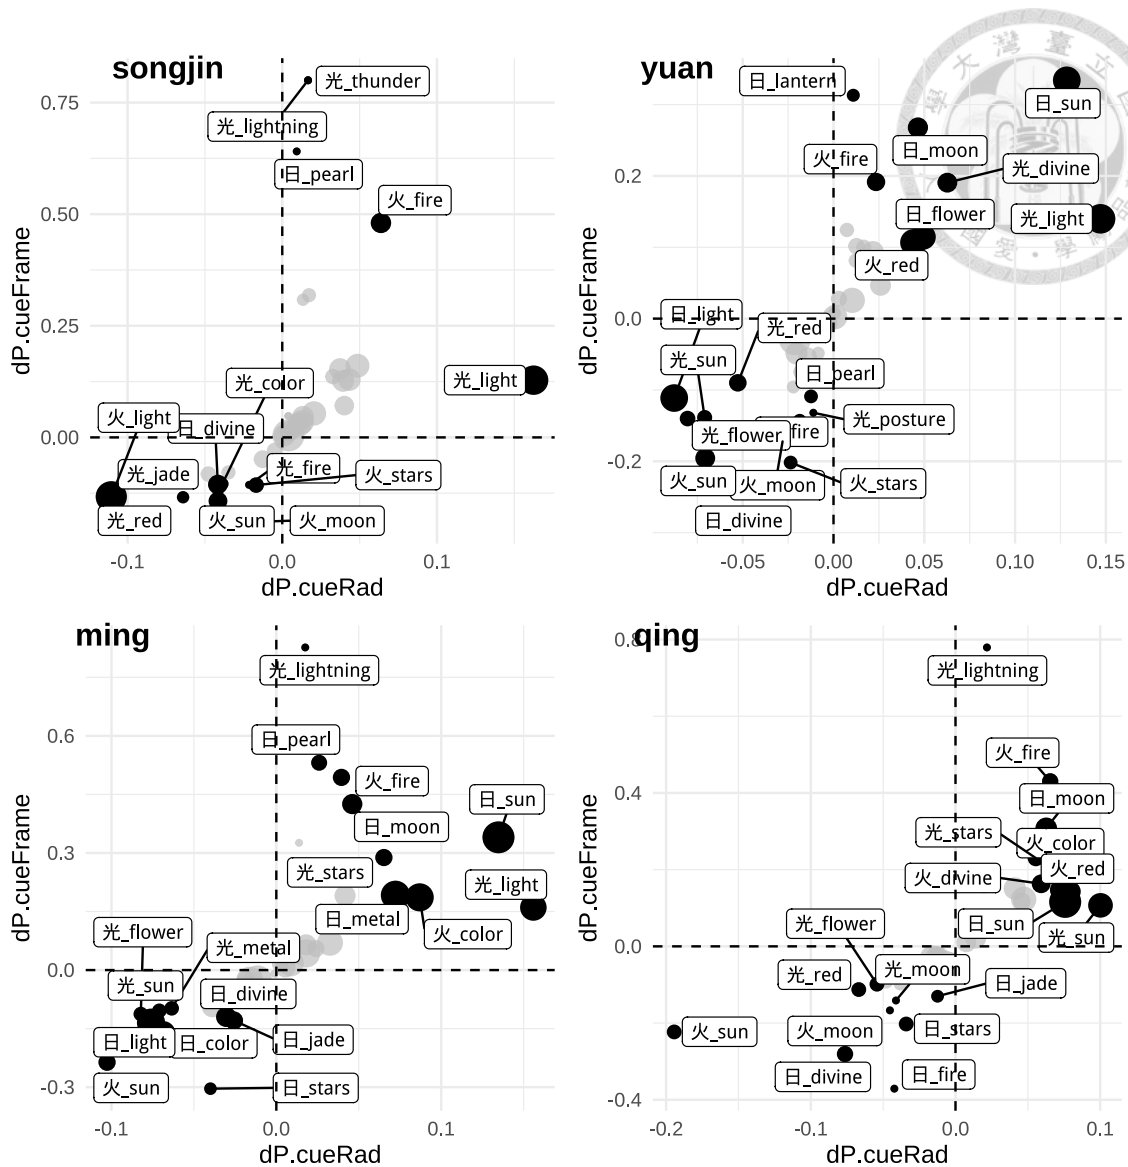 songjin
光_thunder
0.75
光_lightning
日_pearl
火_fire
0.50
dP.cueFrame
0.25
光_color
光_light
火_light
日_divine
0.00
光_jade
光_fire
火_stars
光_red
火_sun
火_moon
-0.1
0.0
0.1
dP.cueRad
yuan
日_lantern
日_sun
火_fire
日_moon
光_divine
0.2
日_flower
光_light
火_red
dP.cueFrame
日_light
光_red
0.0
光_sun
日_pearl
光_posture
光_flower
fire
-0.2
火_sun
火_moon
火_stars
日_divine
-0.05
0.00
0.05
0.10
0.15
dP.cueRad
ming
光_lightning
0.6
日_pearl
火_fire
日_sun
日_moon
dP.cueFrame
0.3
光_stars
光_light
日_metal
火_color
光_flower
光_metal
0.0
光_sun
日_divine
日_light
日_color
日_jade
-0.3
火_sun
日_stars
-0.1
0.0
0.1
dP.cueRad
qing
0.8
光_lightning
火_fire
0.4
日_moon
光_stars
火_color
火_divine
火_red
dP.cueFrame
光_flower
日_sun
光_sun
0.0
光_red
光_moon
日_jade
火_sun
火_moon
日_stars
日_divine
日_fire
-0.4
-0.2
-0.1
0.0
0.1
dP.cueRad
大灣臺立
學
國
愛・學